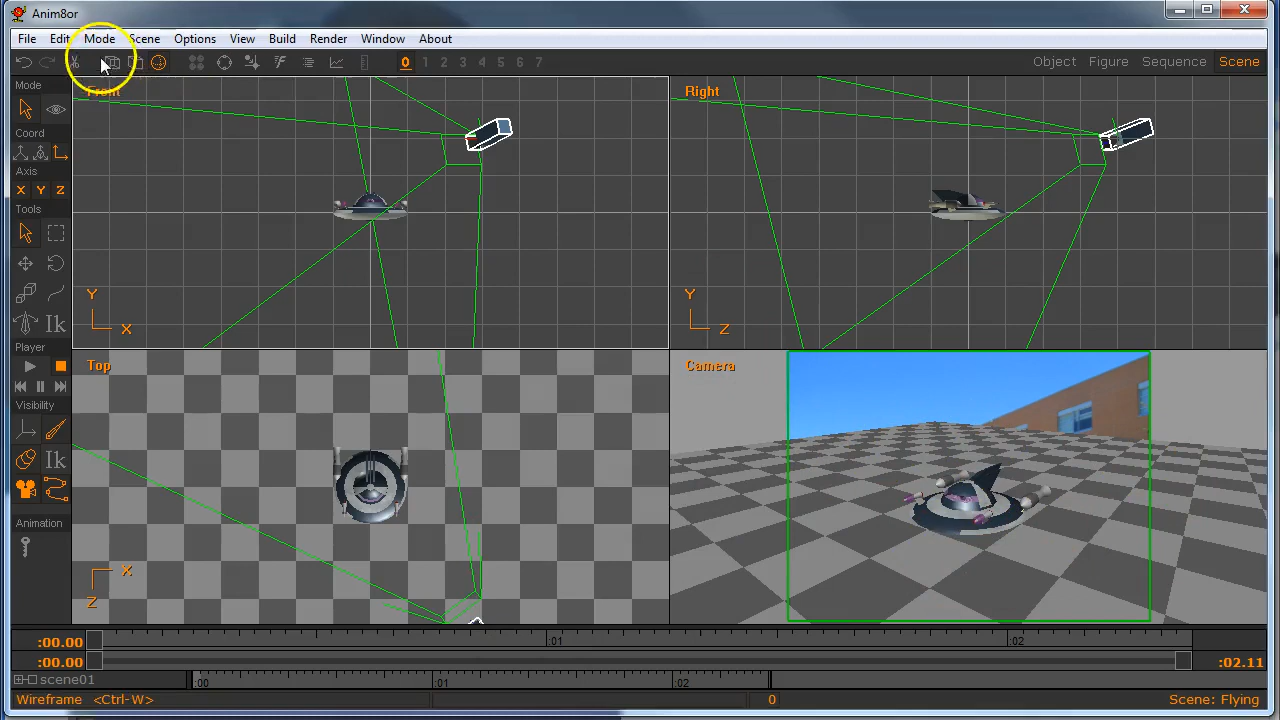 Anim8or
File Edit Mode Scene Options View Build Render Window About
0 1 2 3 4 5 6 7 Object Figure Sequence Scene
Mode
Front
Right
Coord
Axis
X Y Z
Tools
Ik
Y
X
Y
Z
Player
Top
Camera
Visibility
Ik
Animation
X
Z
:00.00 :01 :02
:00.00 :02.11
scene01 :00 :01 :02
Wireframe <Ctrl-W> 0 Scene: Flying